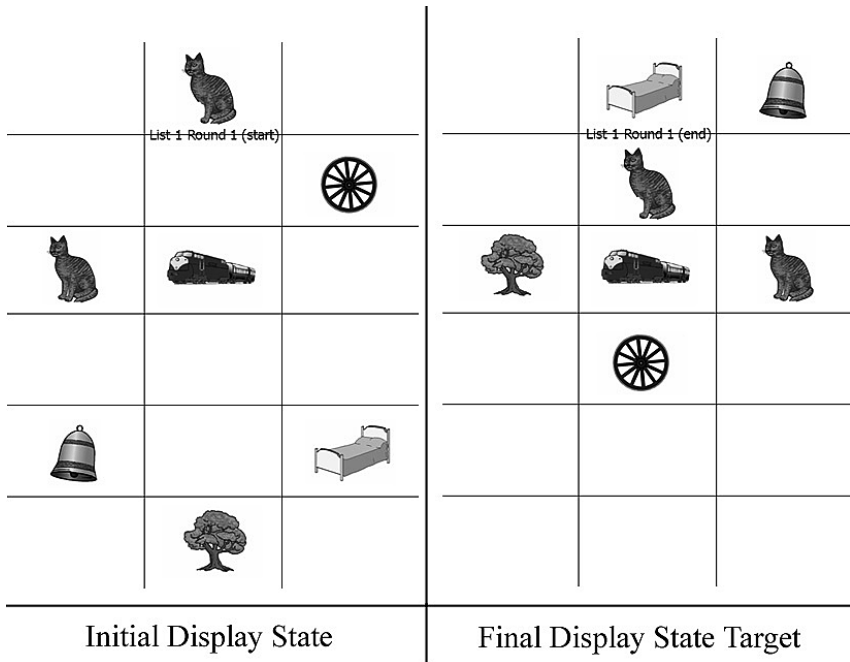 List 1 Round 1 (start)
List 1 Round 1 (end)
Initial Display State
Final Display State Target